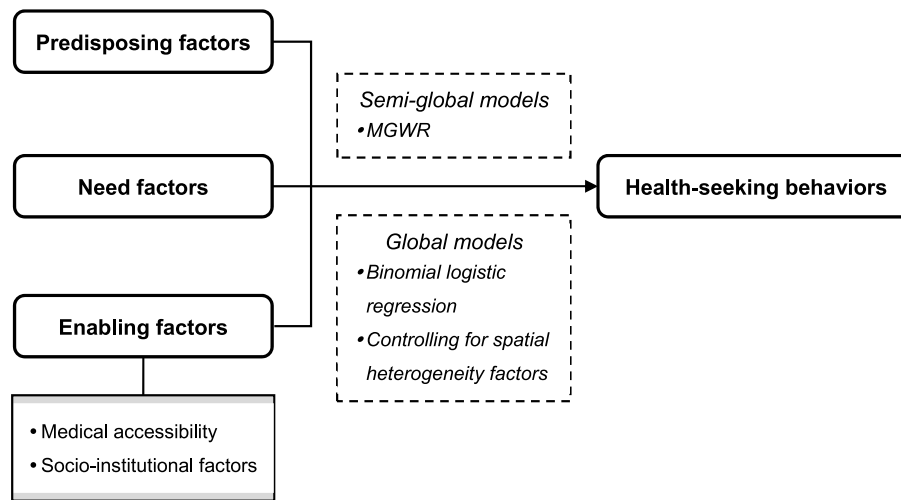 Predisposing factors
Semi-global models
•MGWR
Need factors
Health-seeking behaviors
Global models
•Binomial logistic
regression
•Controlling for spatial
heterogeneity factors
Enabling factors
• Medical accessibility
• Socio-institutional factors